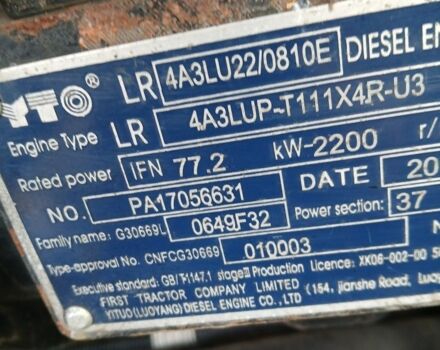 YTO ® LR 4A3LU22/0810E DIESEL EN
Engine Type LR 4A3LUP-T111X4R-U3
Rated power IFN 77.2 kW-2200 r/
NO. PA17056631 DATE 20
Family name: G30669L 0649F32 Power section: 37
Type-approval No. CNFCG30669 010003 N
Executive standard: GB/T1147.1 stageⅢ Production Licence: XK06-002-00
FIRST TRACTOR COMPANY LIMITED (154, jianshe Road, Luo
YITUO (LUOYANG) DIESEL ENGINE CO., LTD